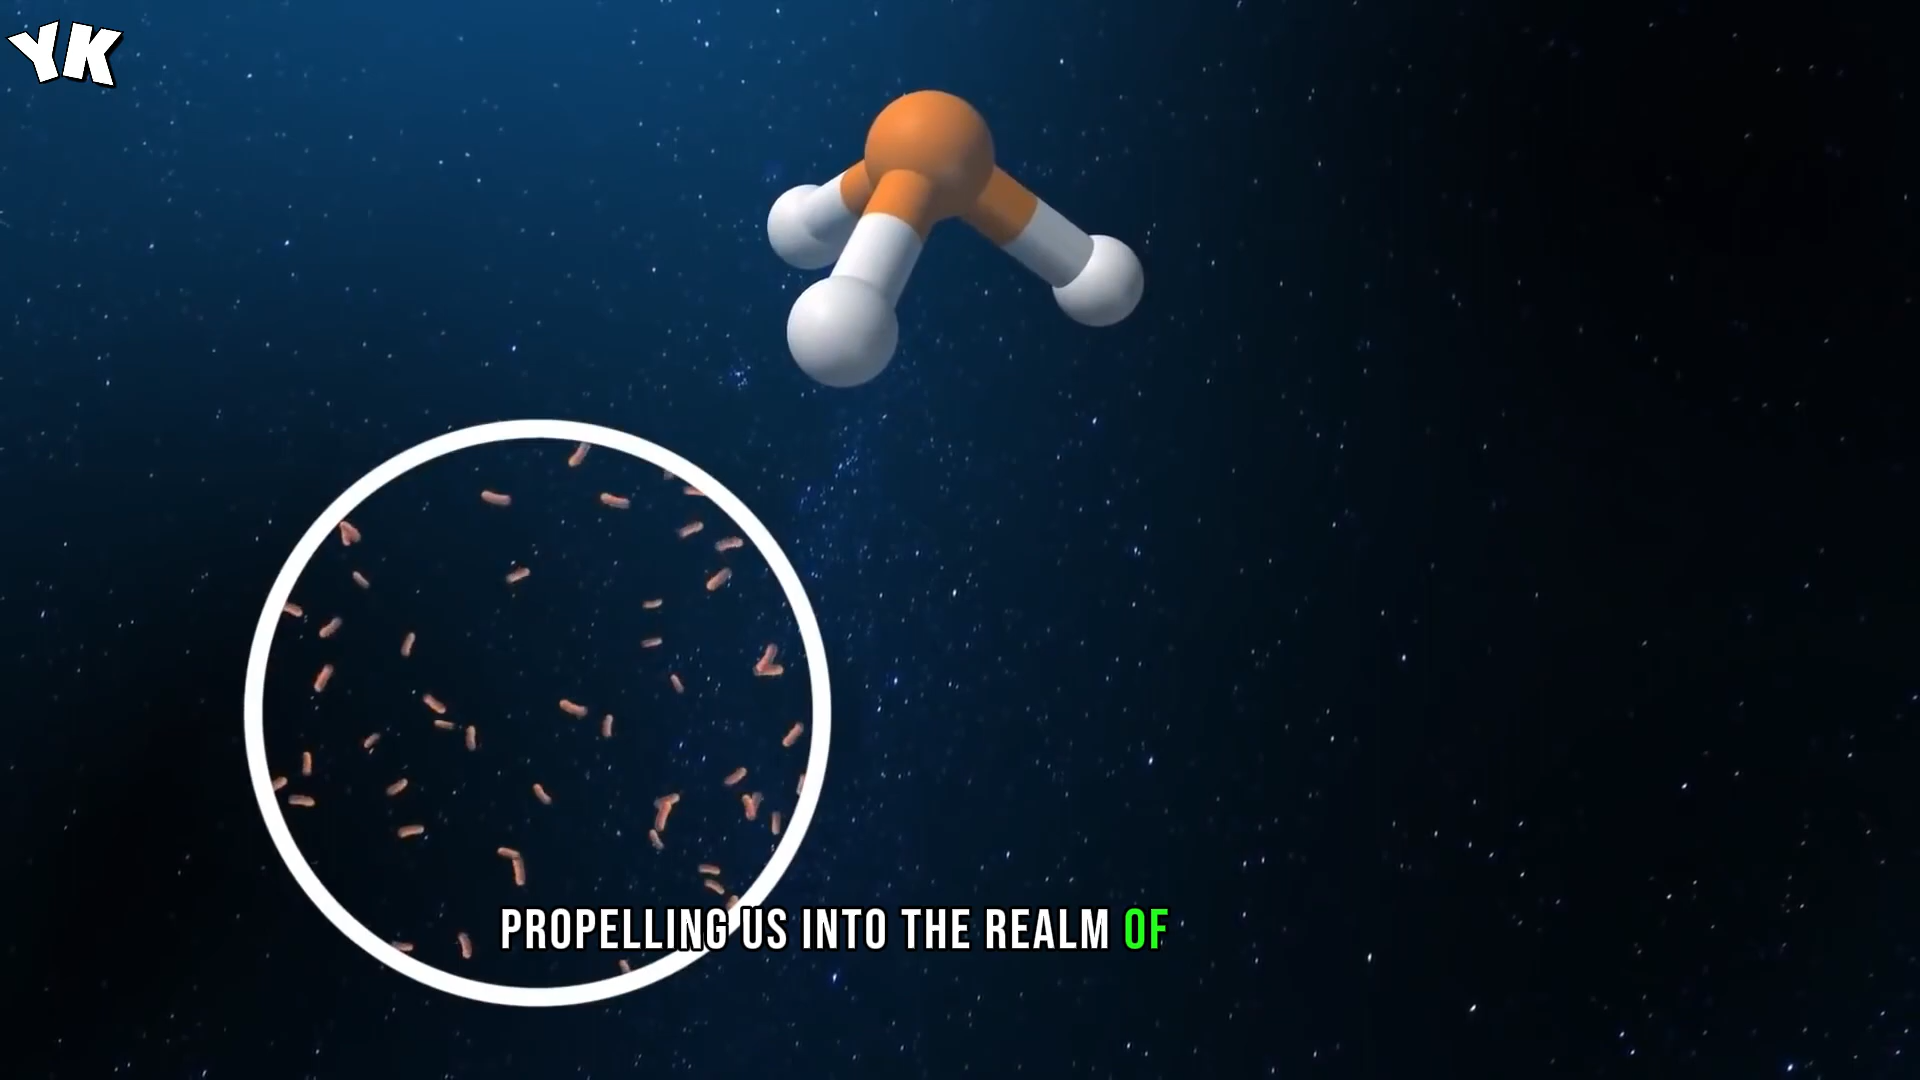 YK
PROPELLING US INTO THE REALM OF